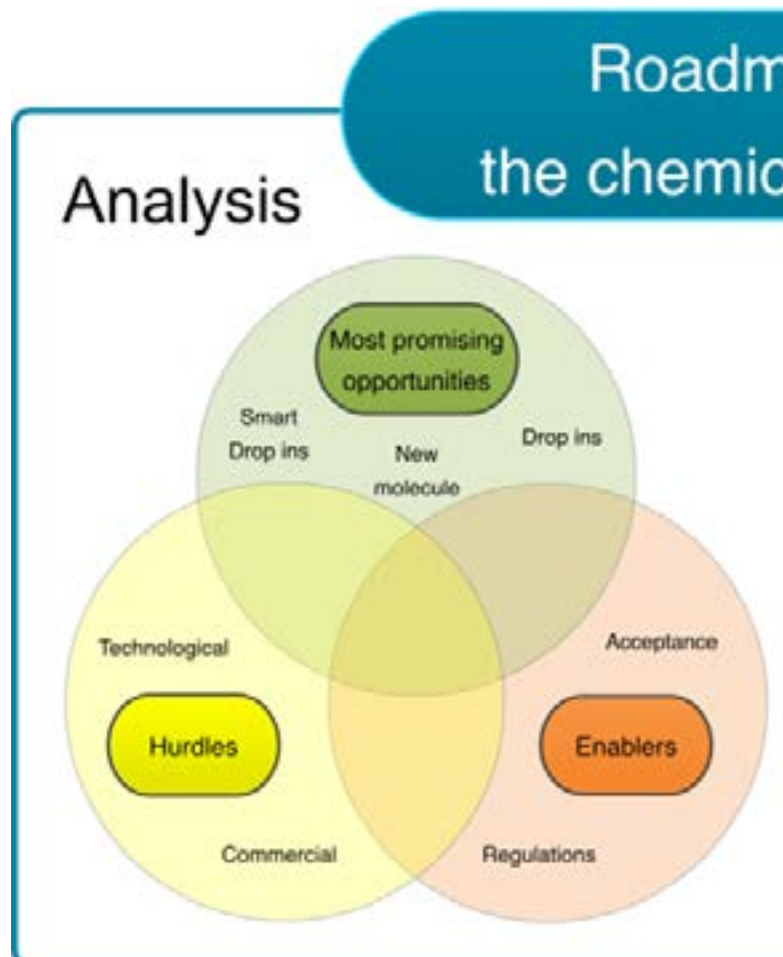 Roadm
the chemic
Analysis
Most promising
opportunities
Smart
Drop ins
New
molecule
Drop ins
Technological
Acceptance
Hurdles
Enablers
Commercial
Regulations